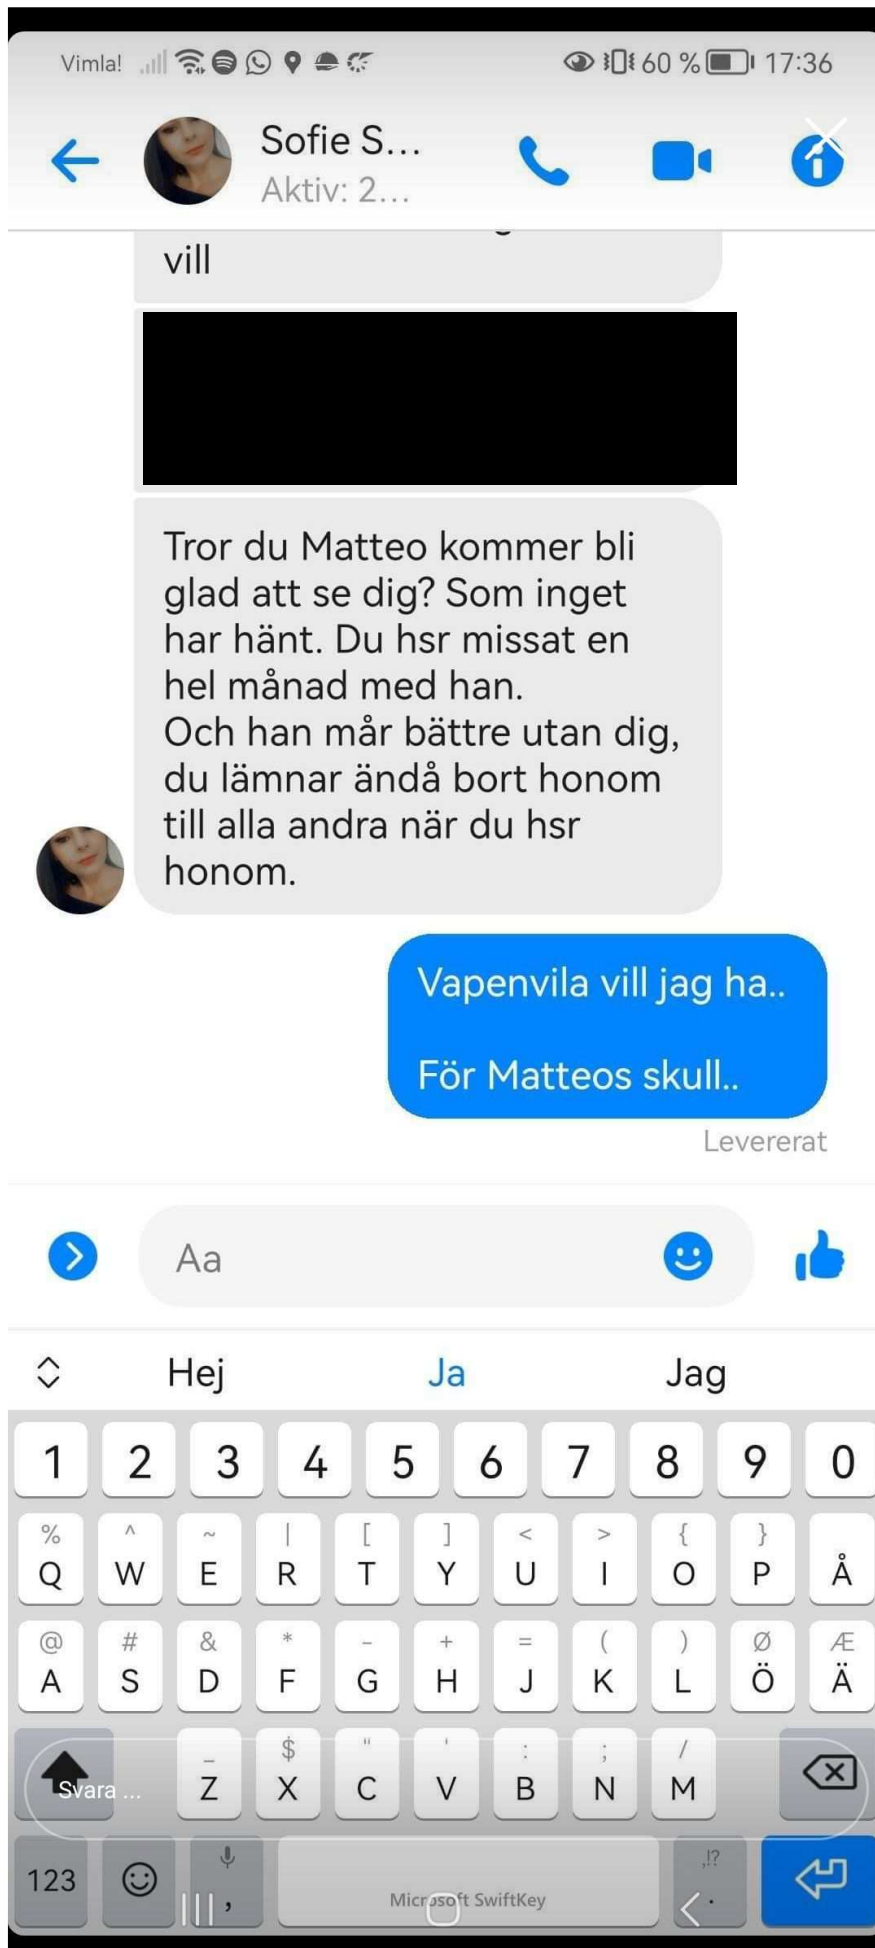 Vimla! 60 % 17:36
Sofie S...
Aktiv: 2...
vill
Tror du Matteo kommer bli
glad att se dig? Som inget
har hänt. Du hsr missat en
hel månad med han.
Och han mår bättre utan dig,
du lämnar ändå bort honom
till alla andra när du hsr
honom.
Vapenvila vill jag ha..
För Matteos skull..
Levererat
Aa
Hej Ja Jag
1 2 3 4 5 6 7 8 9 0
% ^ ~ | [ ] < > { }
Q W E R T Y U I O P Å
@ # & * - + = ( ) Ø Æ
A S D F G H J K L Ö Ä
_ $ " ' : ; /
Z X C V B N M
Svara ...
,!?
123 , Microsoft SwiftKey .